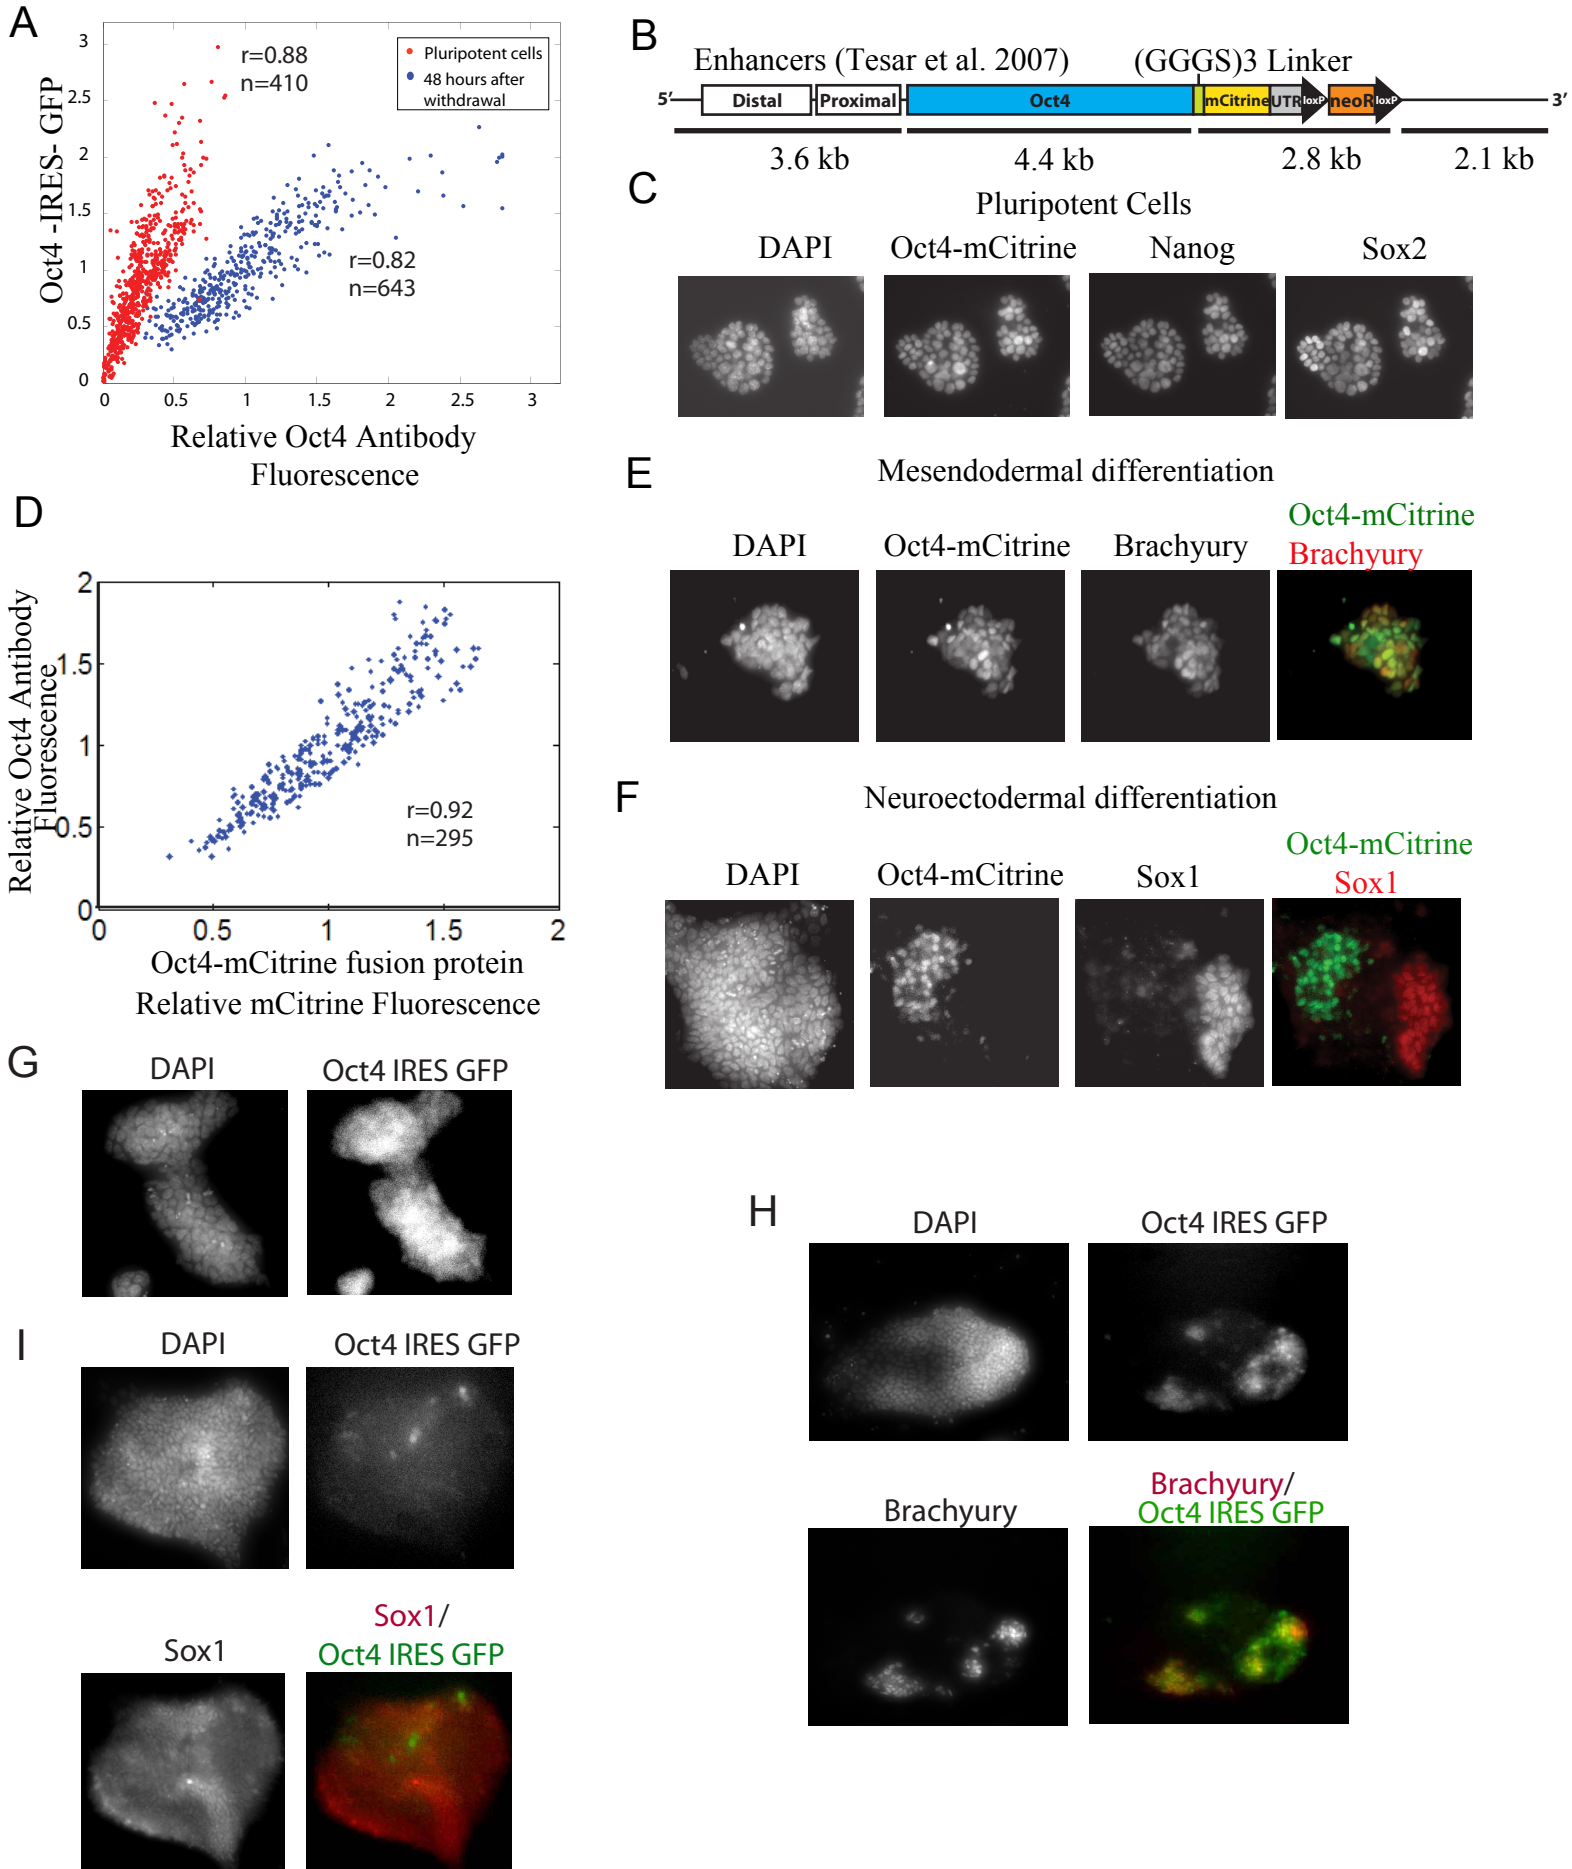 A
Oct4 -IRES- GFP
3
2.5
2
1.5
1
0.5
0
0 0.5 1 1.5 2 2.5 3
r=0.88
n=410
Pluripotent cells
48 hours after
withdrawal
r=0.82
n=643
Relative Oct4 Antibody
Fluorescence
B
Enhancers (Tesar et al. 2007)
(GGGS)3 Linker
5′ Distal Proximal Oct4 mCitrine UTR loxP neoR loxP 3′
3.6 kb 4.4 kb 2.8 kb 2.1 kb
C
Pluripotent Cells
DAPI Oct4-mCitrine Nanog Sox2
D
Relative Oct4 Antibody
Fluorescence
2
1.5
1
0.5
0
0 0.5 1 1.5 2
r=0.92
n=295
Oct4-mCitrine fusion protein
Relative mCitrine Fluorescence
E
Mesendodermal differentiation
DAPI Oct4-mCitrine Brachyury
Oct4-mCitrine
Brachyury
F
Neuroectodermal differentiation
DAPI Oct4-mCitrine Sox1
Oct4-mCitrine
Sox1
G
DAPI Oct4 IRES GFP
H
DAPI Oct4 IRES GFP
Brachyury
Brachyury/
Oct4 IRES GFP
I
DAPI Oct4 IRES GFP
Sox1
Sox1/
Oct4 IRES GFP